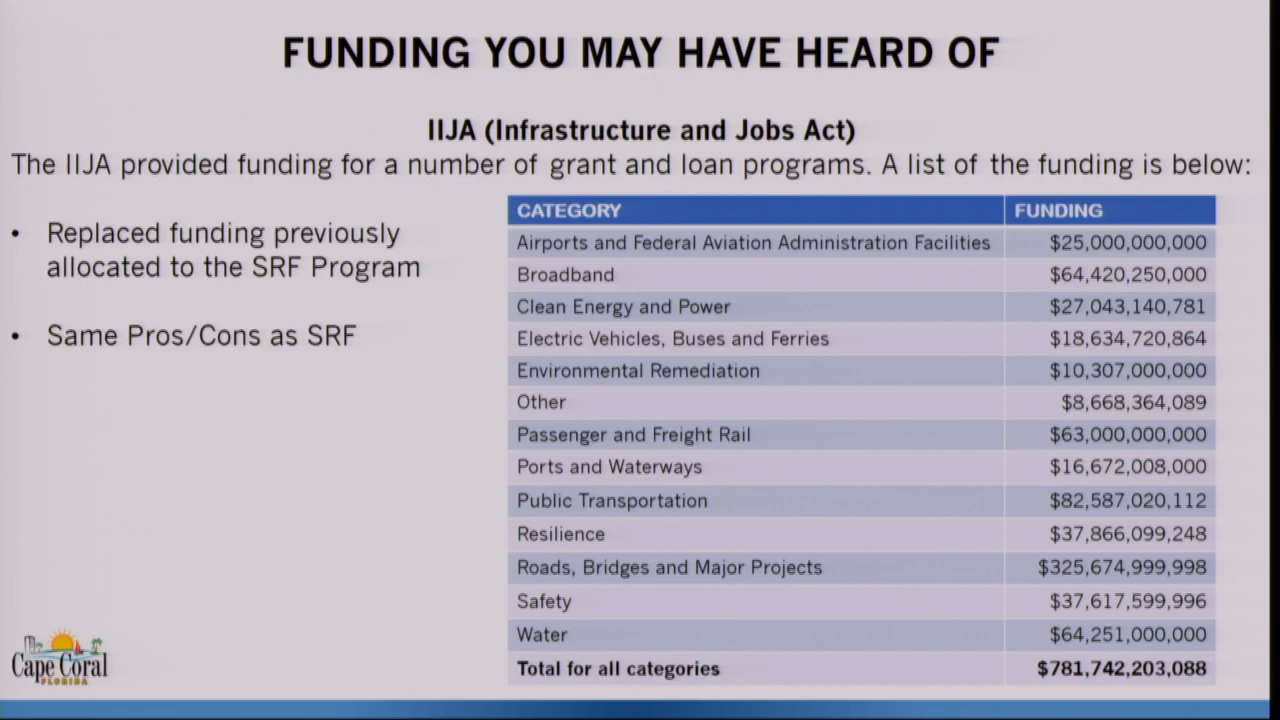 FUNDING YOU MAY HAVE HEARD OF
IIJA (Infrastructure and Jobs Act)
The IIJA provided funding for a number of grant and loan programs. A list of the funding is below:
• Replaced funding previously
allocated to the SRF Program
• Same Pros/Cons as SRF
CATEGORY FUNDING
Airports and Federal Aviation Administration Facilities $25,000,000,000
Broadband $64,420,250,000
Clean Energy and Power $27,043,140,781
Electric Vehicles, Buses and Ferries $18,634,720,864
Environmental Remediation $10,307,000,000
Other $8,668,364,089
Passenger and Freight Rail $63,000,000,000
Ports and Waterways $16,672,008,000
Public Transportation $82,587,020,112
Resilience $37,866,099,248
Roads, Bridges and Major Projects $325,674,999,998
Safety $37,617,599,996
Water $64,251,000,000
Total for all categories $781,742,203,088
Cape Coral
FLORIDA